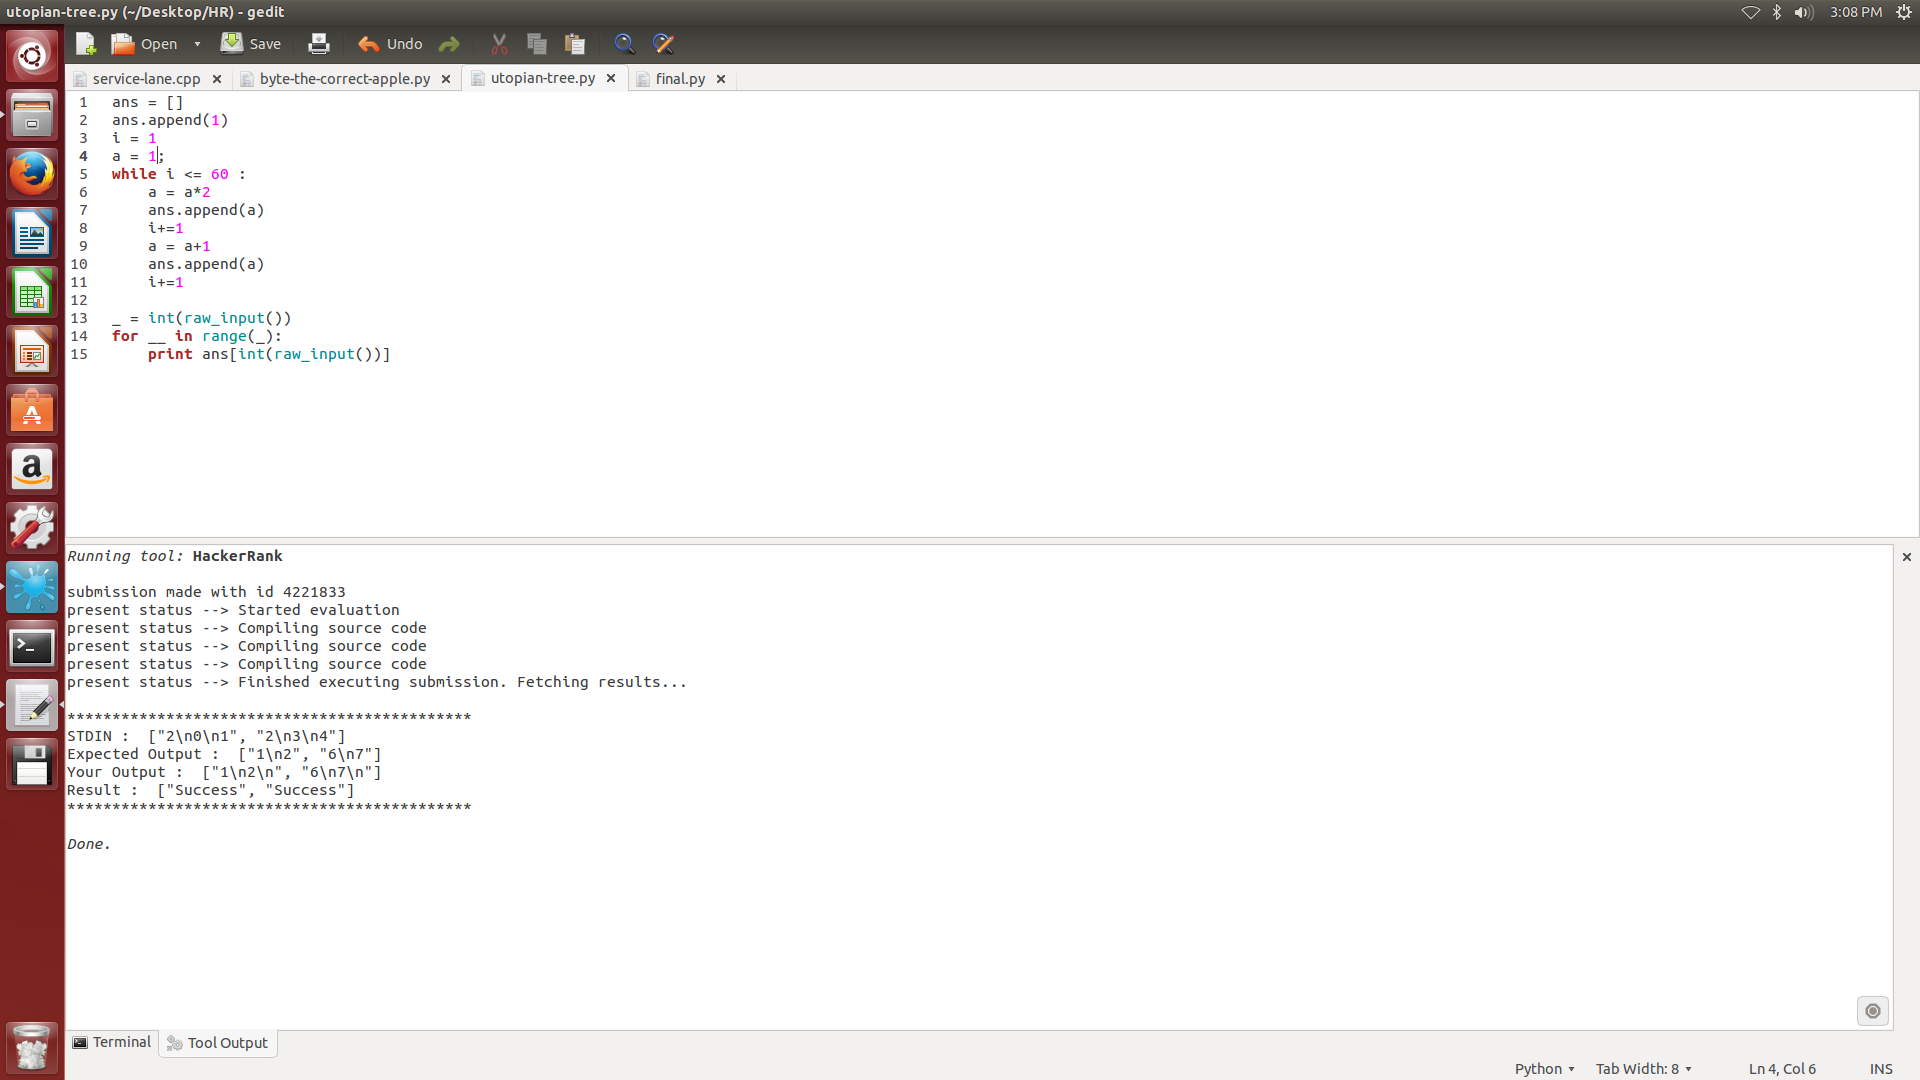 utopian-tree.py (~/Desktop/HR) - gedit
3:08 PM
Open
Save
Undo
service-lane.cpp
byte-the-correct-apple.py
utopian-tree.py
final.py
1 ans = []
2 ans.append(1)
3 i = 1
4 a = 1;
5 while i <= 60 :
6     a = a*2
7     ans.append(a)
8     i+=1
9     a = a+1
10     ans.append(a)
11     i+=1
12
13 _ = int(raw_input())
14 for __ in range(_):
15     print ans[int(raw_input())]
Running tool: HackerRank
submission made with id 4221833
present status --> Started evaluation
present status --> Compiling source code
present status --> Compiling source code
present status --> Compiling source code
present status --> Finished executing submission. Fetching results...
*********************************************
STDIN :  ["2\n0\n1", "2\n3\n4"]
Expected Output :  ["1\n2", "6\n7"]
Your Output :  ["1\n2\n", "6\n7\n"]
Result :  ["Success", "Success"]
*********************************************
Done.
Terminal
Tool Output
Python
Tab Width: 8
Ln 4, Col 6
INS